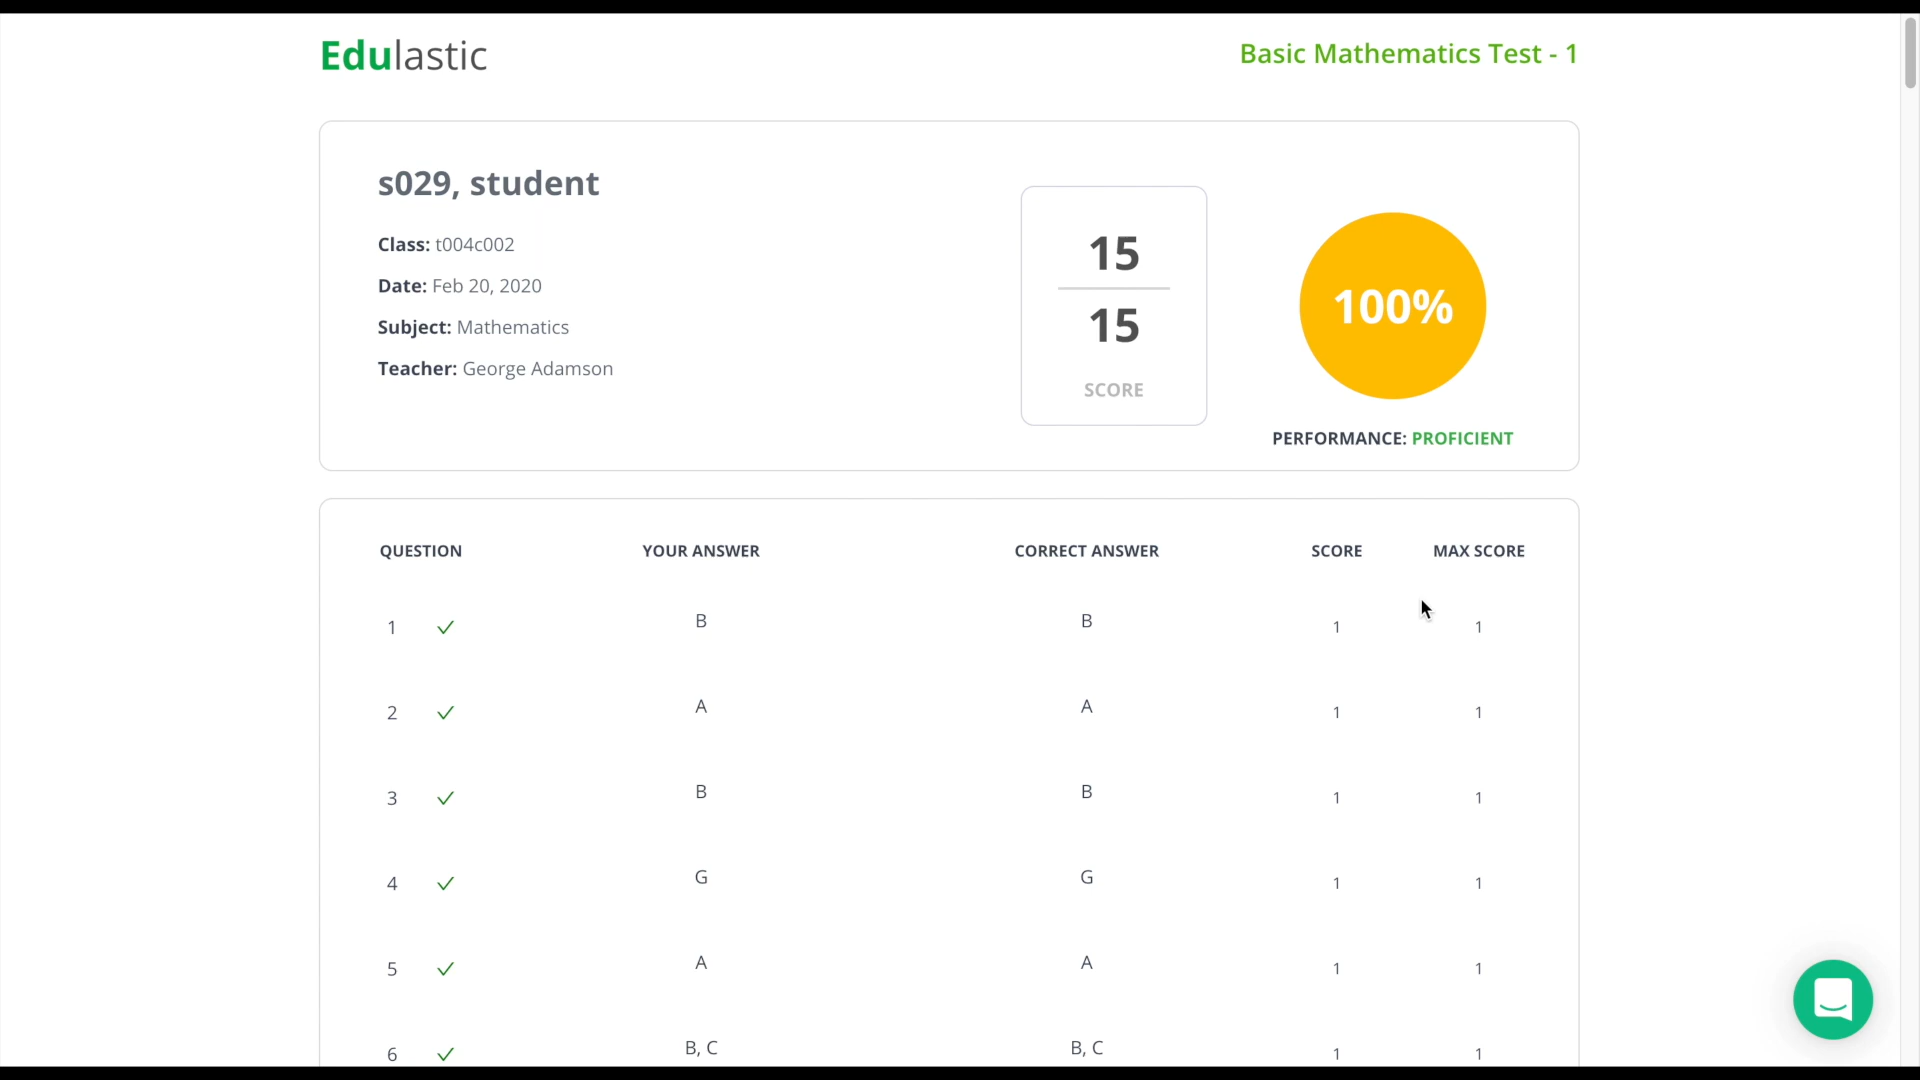 Edulastic
Basic Mathematics Test - 1
s029, student
Class: t004c002
Date: Feb 20, 2020
Subject: Mathematics
Teacher: George Adamson
15
15
SCORE
100%
PERFORMANCE: PROFICIENT
QUESTION YOUR ANSWER CORRECT ANSWER SCORE MAX SCORE
1 B B 1 1
2 A A 1 1
3 B B 1 1
4 G G 1 1
5 A A 1 1
6 B, C B, C 1 1